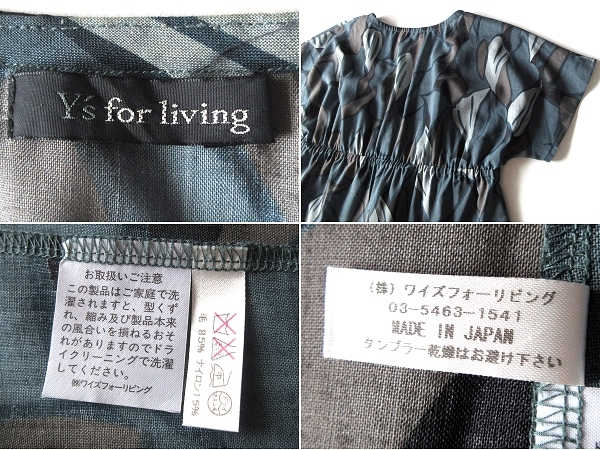 Y's for living
お取扱いご注意
この製品はご家庭で洗
濯されますと、型くず
れ、縮み及び製品本来
の風合いを損ねるおそ
れがありますのでドラ
イクリーニングで洗濯
してください。
㈱ワイズフォーリビング
毛 85% ナイロン 15%
(株) ワイズフォーリビング
03-5463-1541
MADE IN JAPAN
タンブラー乾燥はお避け下さい